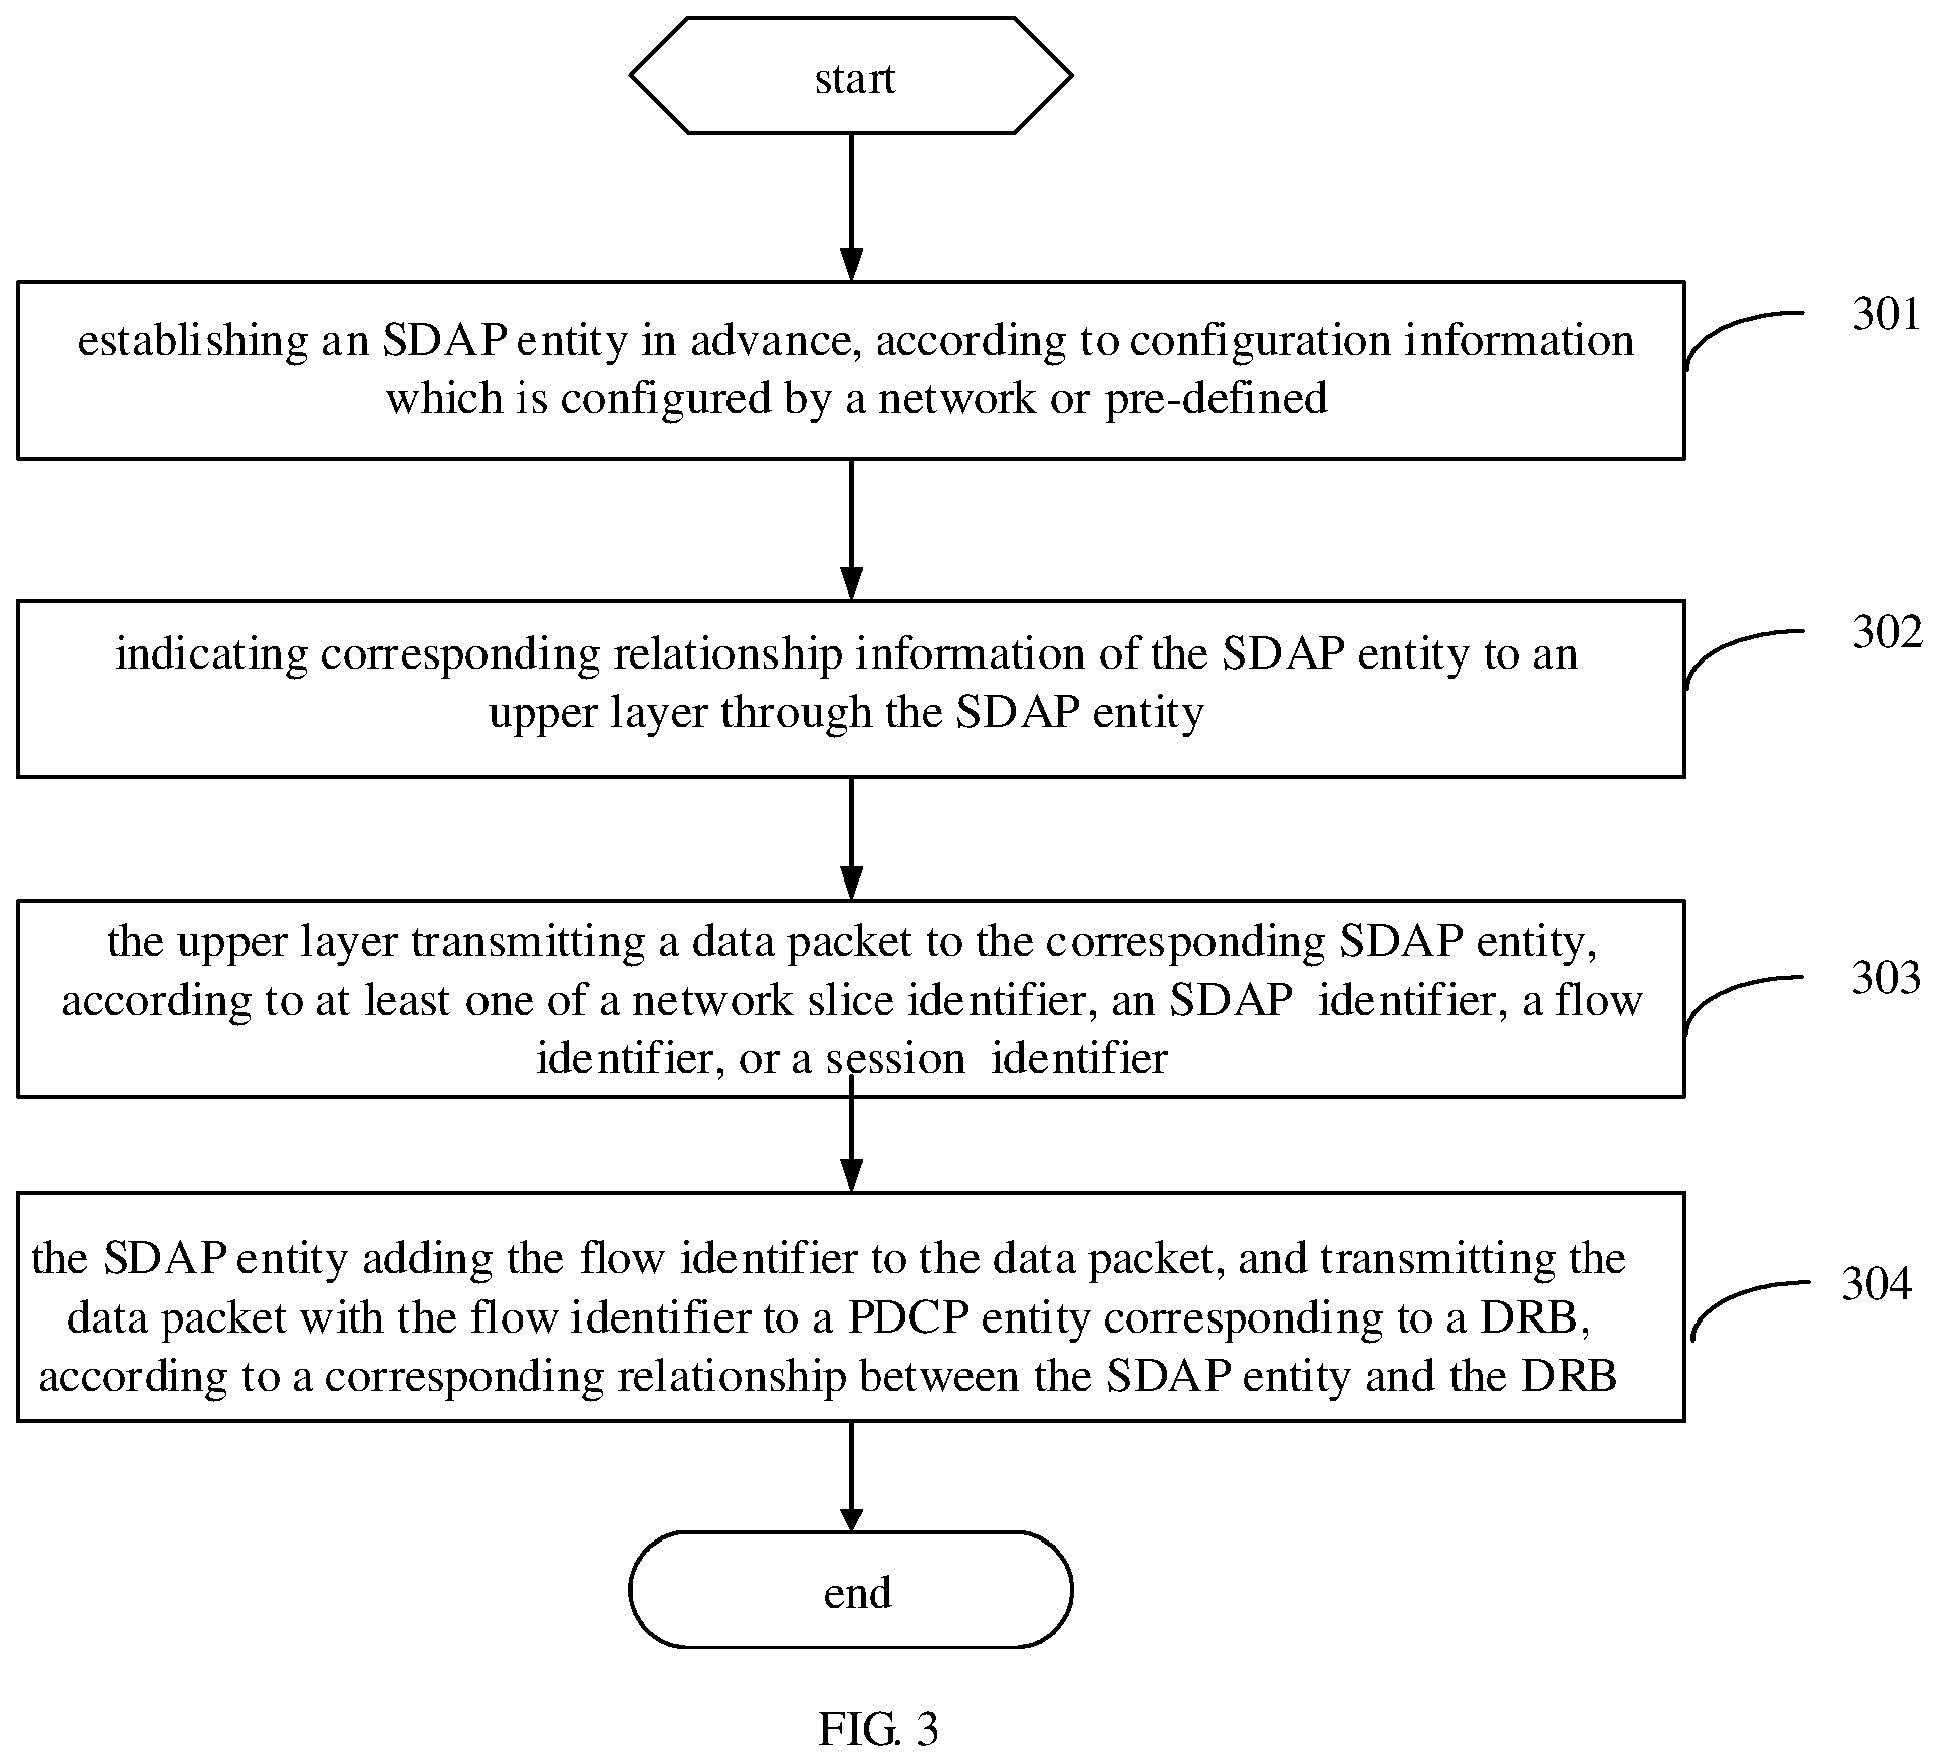 start
establishing an SDAP entity in advance, according to configuration information
which is configured by a network or pre-defined
301
indicating corresponding relationship information of the SDAP entity to an
upper layer through the SDAP entity
302
the upper layer transmitting a data packet to the corresponding SDAP entity,
according to at least one of a network slice identifier, an SDAP identifier, a flow
identifier, or a session identifier
303
the SDAP entity adding the flow identifier to the data packet, and transmitting the
data packet with the flow identifier to a PDCP entity corresponding to a DRB,
according to a corresponding relationship between the SDAP entity and the DRB
304
end
FIG. 3